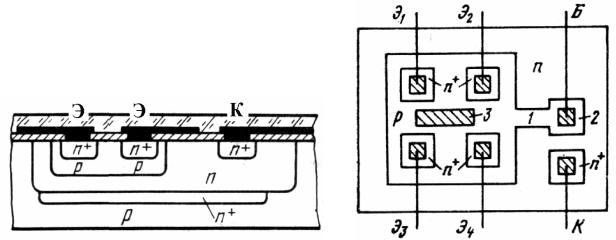 Э Э К
n+ n+ n+
p p n
p n+
Э1 Э2 Б
n+ n
p 3 1 2
n+ n+
Э3 Э4 К